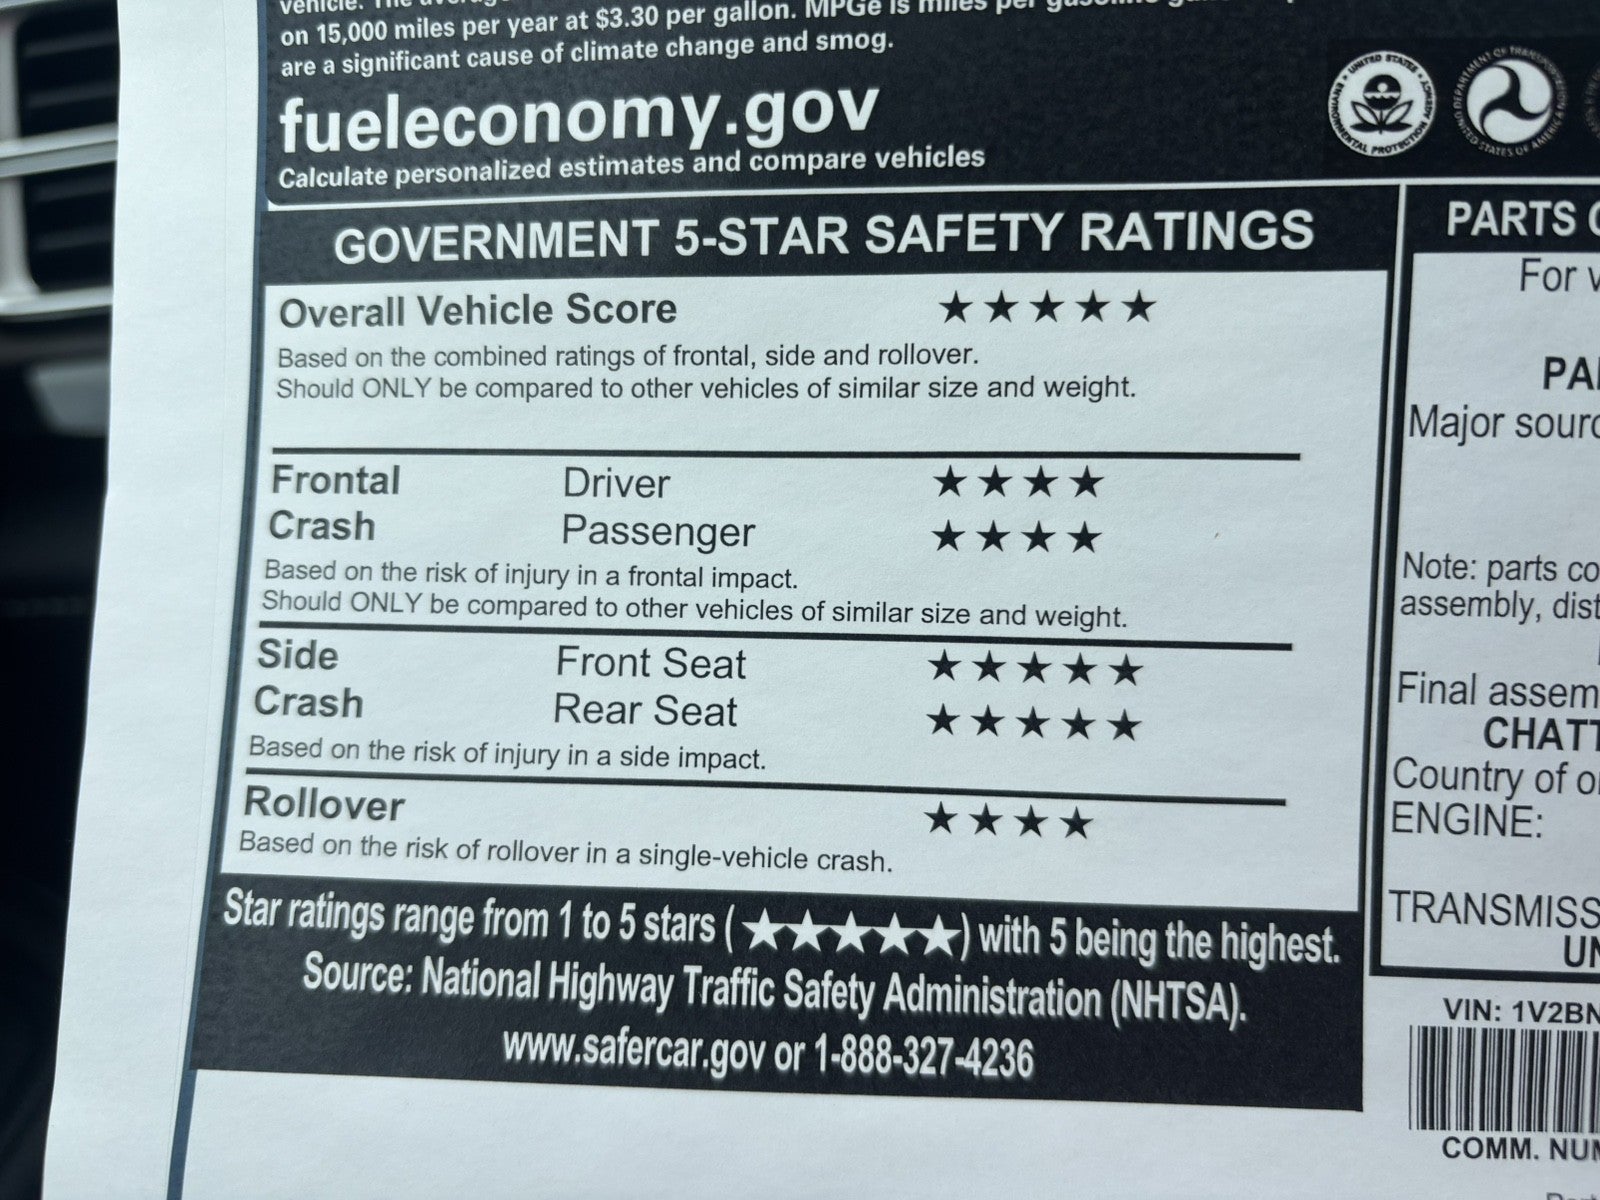 vehicle. The
on 15,000 miles per year at $3.30 per gallon. MPGe is miles per
are a significant cause of climate change and smog.
fueleconomy.gov
Calculate personalized estimates and compare vehicles
GOVERNMENT 5-STAR SAFETY RATINGS
Overall Vehicle Score ★★★★★
Based on the combined ratings of frontal, side and rollover.
Should ONLY be compared to other vehicles of similar size and weight.
Frontal Driver ★★★★
Crash Passenger ★★★★
Based on the risk of injury in a frontal impact.
Should ONLY be compared to other vehicles of similar size and weight.
Side Front Seat ★★★★★
Crash Rear Seat ★★★★★
Based on the risk of injury in a side impact.
Rollover ★★★★
Based on the risk of rollover in a single-vehicle crash.
Star ratings range from 1 to 5 stars (★★★★★) with 5 being the highest.
Source: National Highway Traffic Safety Administration (NHTSA).
www.safercar.gov or 1-888-327-4236
PARTS
For
Major
Note: parts
assembly,
Final
CHATT
Country of
ENGINE:
TRANSMISS
VIN: 1V2BN
COMM. NUM